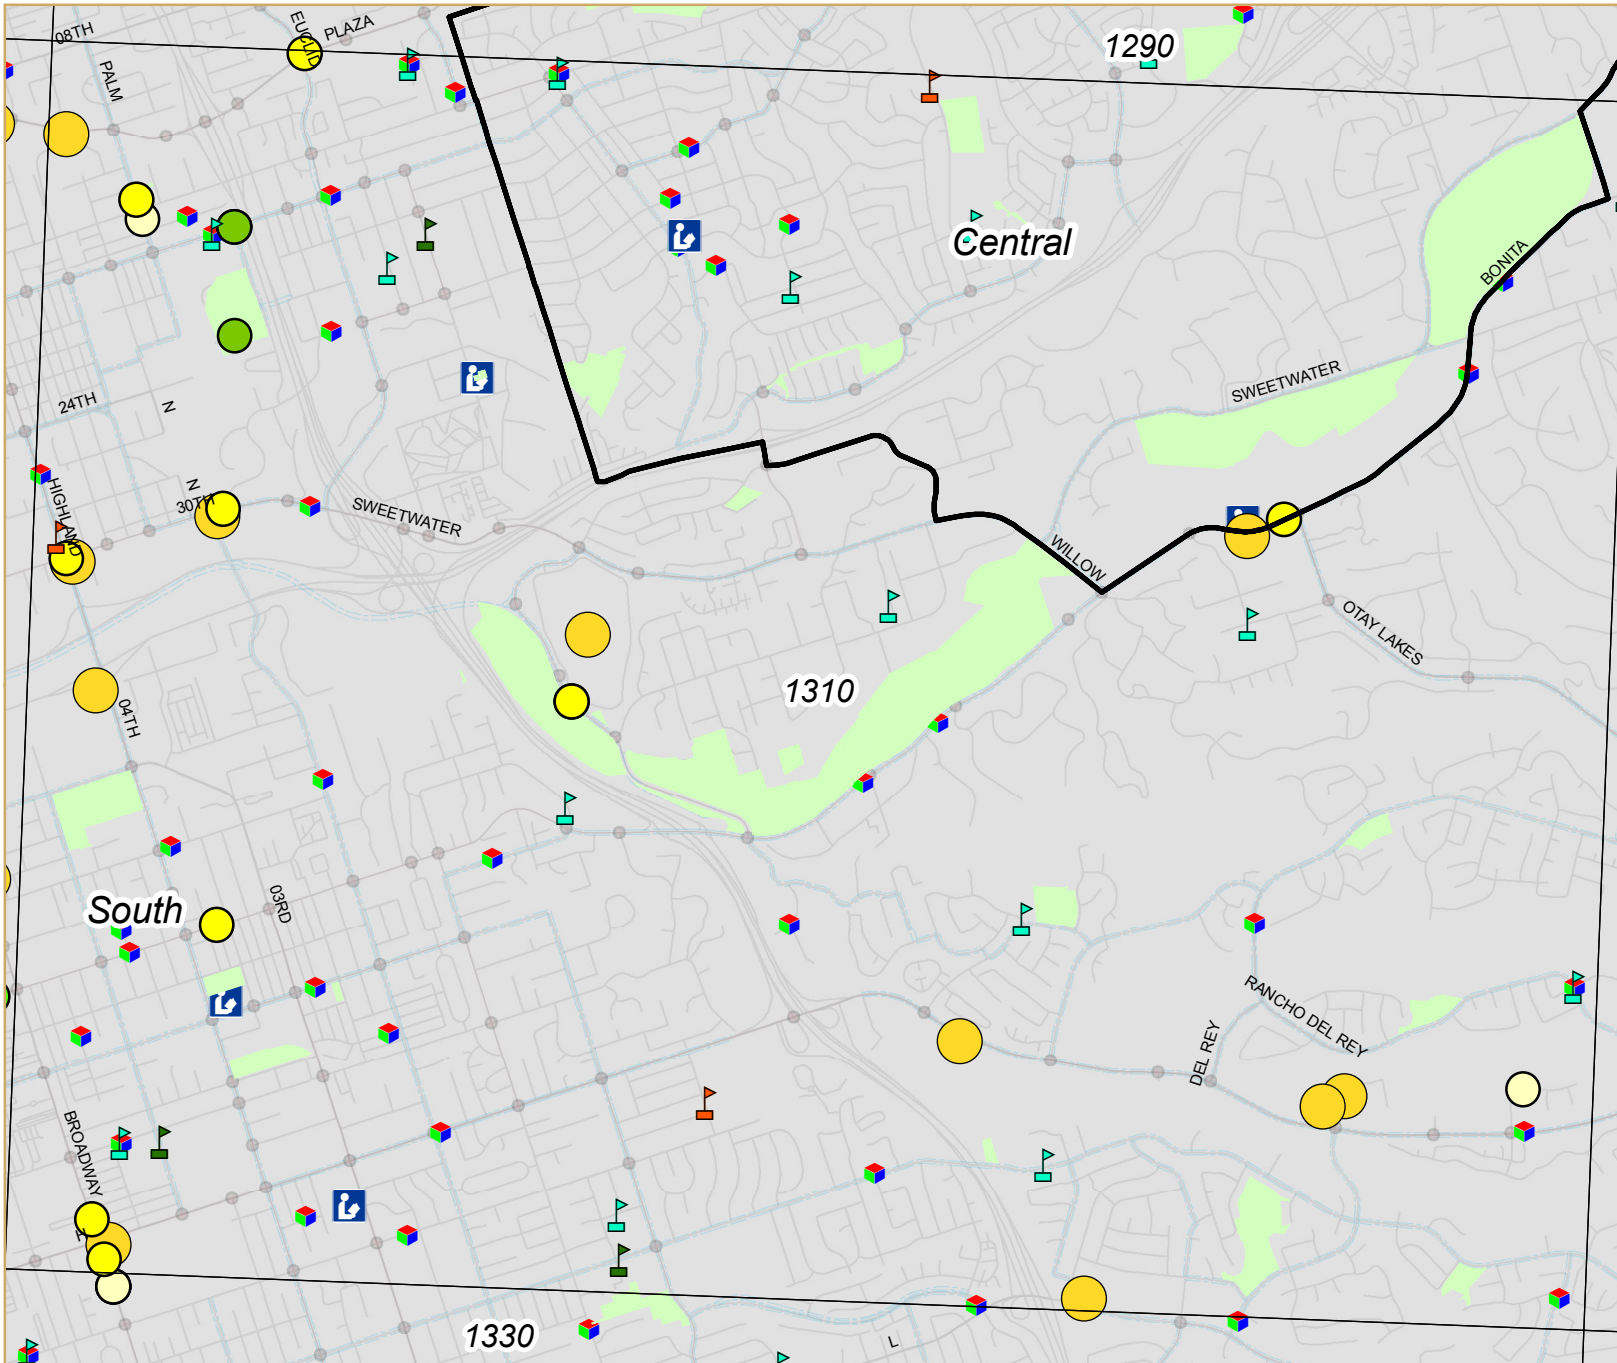 08TH
EUCLID
PLAZA
1290
PALM
Central
BONITA
SWEETWATER
24TH
N
HIGHLAND
N
30TH
SWEETWATER
WILLOW
OTAY LAKES
1310
04TH
South
03RD
RANCHO DEL REY
DEL REY
BROADWAY
H
1330
L